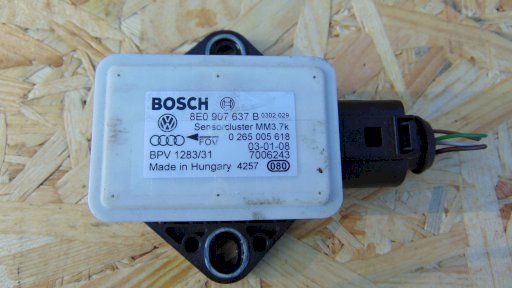 BOSCH
8E0 907 637 B 0302 029
Sensorcluster MM3.7k
0 265 005 618
FOV
03-01-08
BPV 1283/31 7006243
Made in Hungary 4257 080